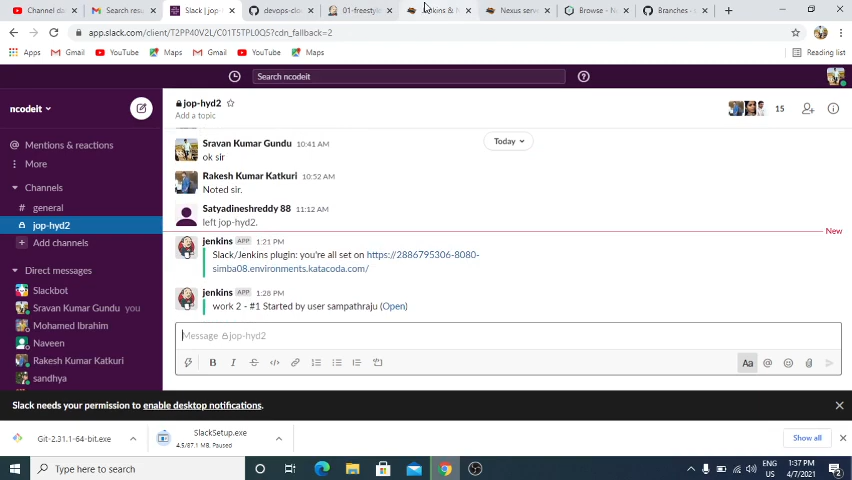 Channel da
Search resu
Slack | jop-
devops-clo
01-freestyle
Jenkins & N
Nexus serv
Browse - Ne
Branches -
app.slack.com/client/T2PP40V2L/C01T5TPL0Q5?cdn_fallback=2
Apps
Gmail
YouTube
Maps
Gmail
YouTube
Maps
Reading list
Search ncodeit
ncodeit
jop-hyd2
Add a topic
15
Mentions & reactions
More
Channels
# general
jop-hyd2
Add channels
Direct messages
Slackbot
Sravan Kumar Gundu you
Mohamed Ibrahim
Naveen
Rakesh Kumar Katkuri
sandhya
Today
Sravan Kumar Gundu 10:41 AM
ok sir
Rakesh Kumar Katkuri 10:52 AM
Noted sir.
Satyadineshreddy 88 11:12 AM
left jop-hyd2.
New
jenkins APP 1:21 PM
Slack/Jenkins plugin: you're all set on https://2886795306-8080-
simba08.environments.katacoda.com/
jenkins APP 1:28 PM
work 2 - #1 Started by user sampathraju (Open)
Message jop-hyd2
B I S
Aa @
Slack needs your permission to enable desktop notifications.
Git-2.31.1-64-bit.exe
SlackSetup.exe
4.5/87.1 MB, Paused
Show all
Type here to search
ENG
US
1:37 PM
4/7/2021
2